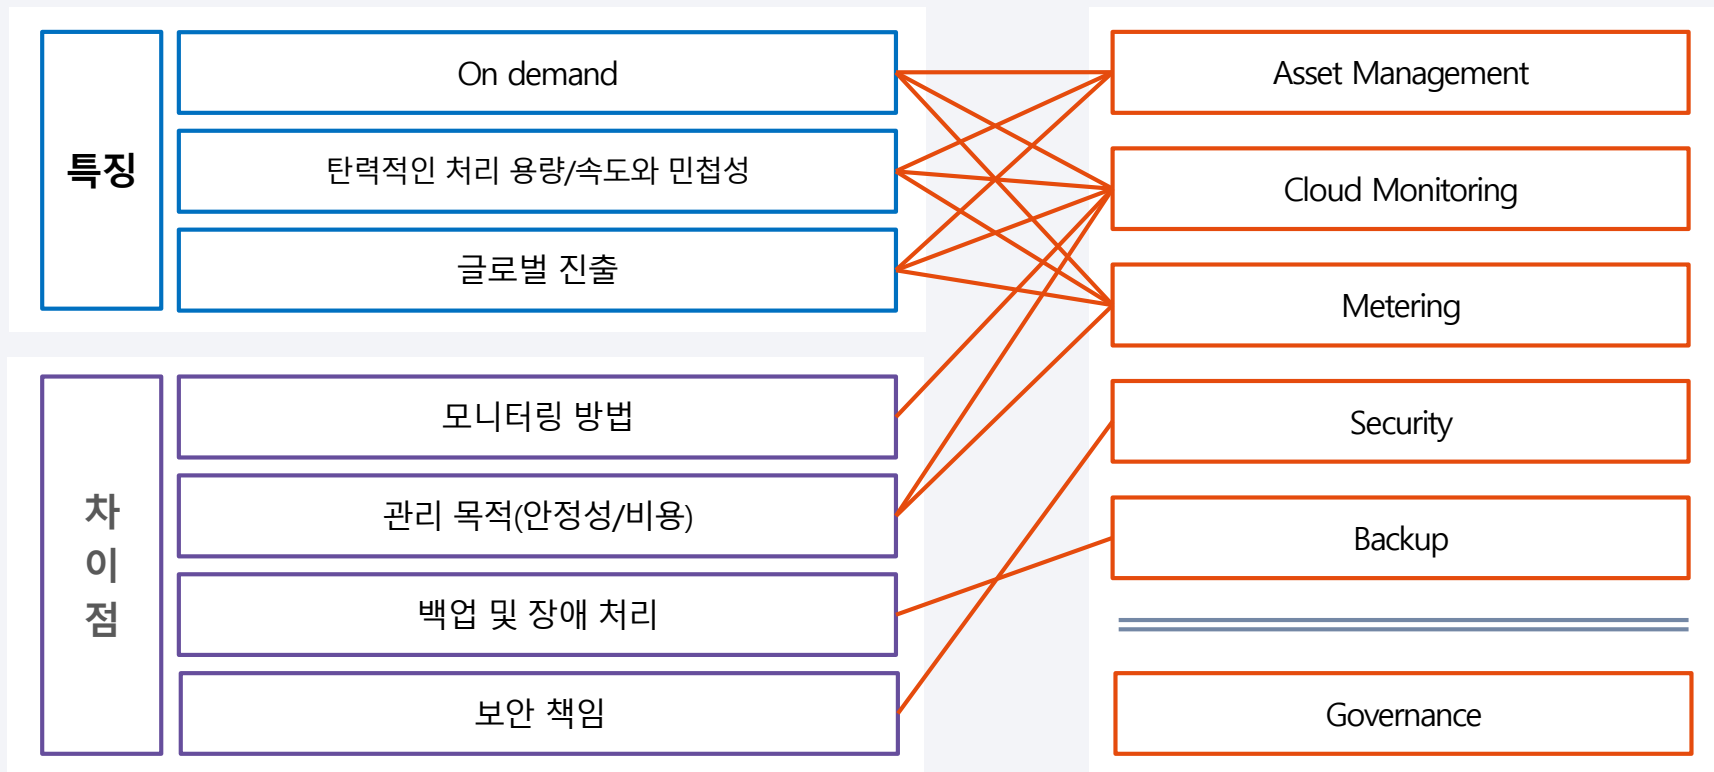 특징
On demand
탄력적인 처리 용량/속도와 민첩성
글로벌 진출
차
이
점
모니터링 방법
관리 목적(안정성/비용)
백업 및 장애 처리
보안 책임
Asset Management
Cloud Monitoring
Metering
Security
Backup
Governance